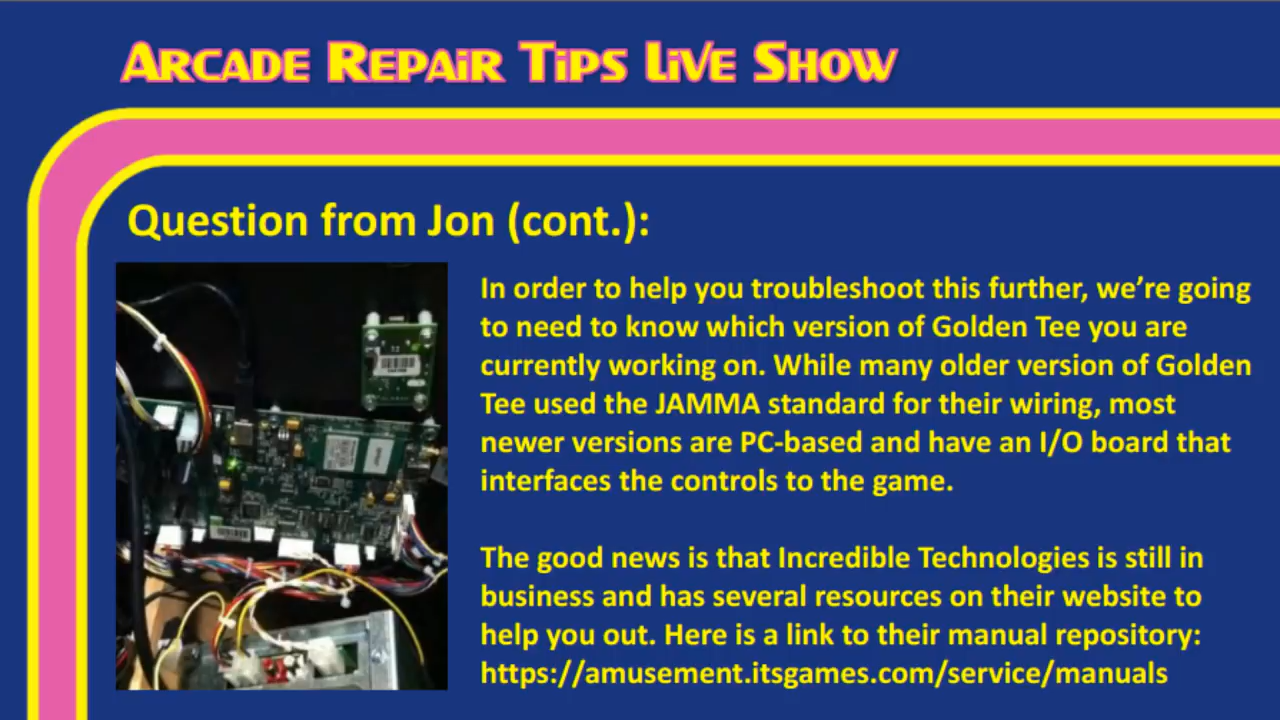 Arcade Repair Tips Live Show
Question from Jon (cont.):
In order to help you troubleshoot this further, we’re going
to need to know which version of Golden Tee you are
currently working on. While many older version of Golden
Tee used the JAMMA standard for their wiring, most
newer versions are PC-based and have an I/O board that
interfaces the controls to the game.
The good news is that Incredible Technologies is still in
business and has several resources on their website to
help you out. Here is a link to their manual repository:
https://amusement.itsgames.com/service/manuals